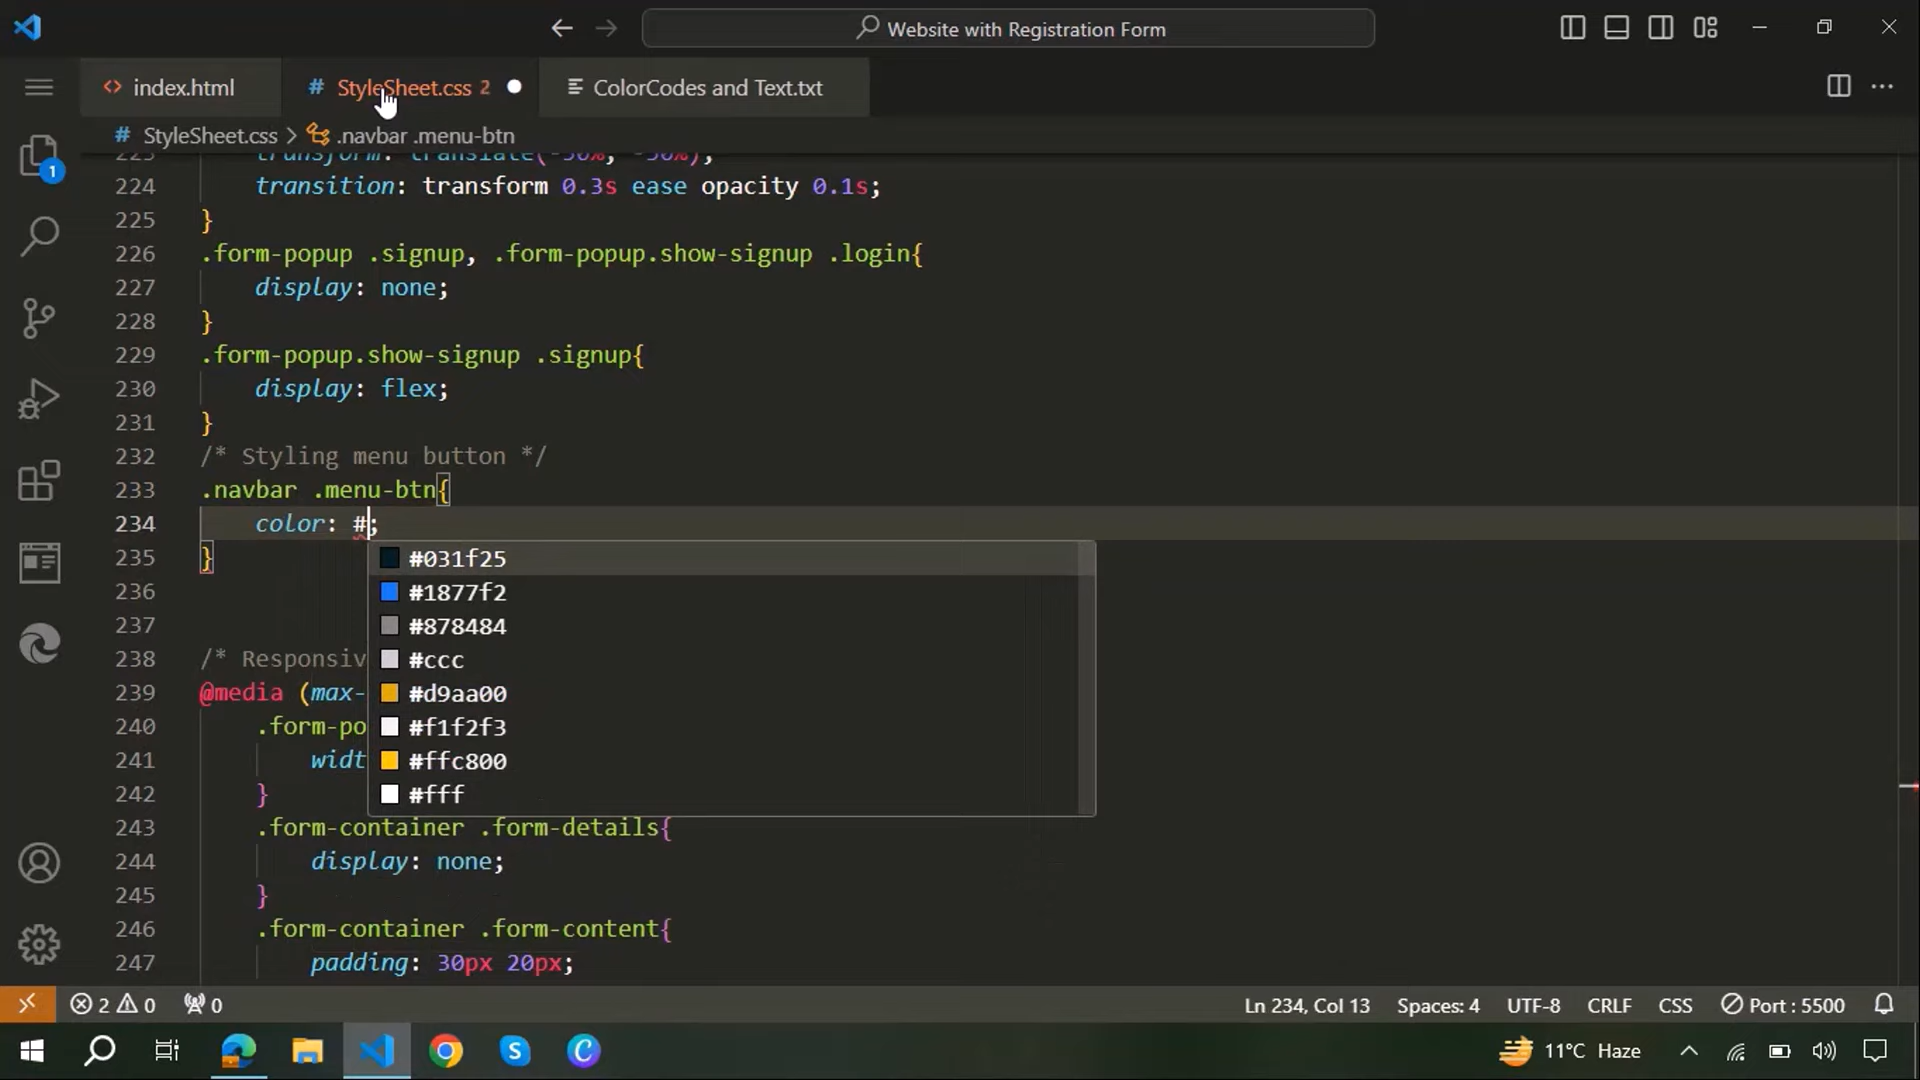 Website with Registration Form
index.html
# StyleSheet.css 2
ColorCodes and Text.txt
# StyleSheet.css > .navbar .menu-btn
223 transform: translate(-50%, -50%);
224 transition: transform 0.3s ease opacity 0.1s;
225 }
226 .form-popup .signup, .form-popup.show-signup .login{
227 display: none;
228 }
229 .form-popup.show-signup .signup{
230 display: flex;
231 }
232 /* Styling menu button */
233 .navbar .menu-btn{
234 color: #;
235 }
#031f25
236
#1877f2
237
#878484
238 /* Responsiv
#ccc
239 @media (max-
#d9aa00
240 .form-po
#f1f2f3
241 widt
#ffc800
242 }
#fff
243 .form-container .form-details{
244 display: none;
245 }
246 .form-container .form-content{
247 padding: 30px 20px;
1
2 0 0
Ln 234, Col 13 Spaces: 4 UTF-8 CRLF CSS Port : 5500
11°C Haze